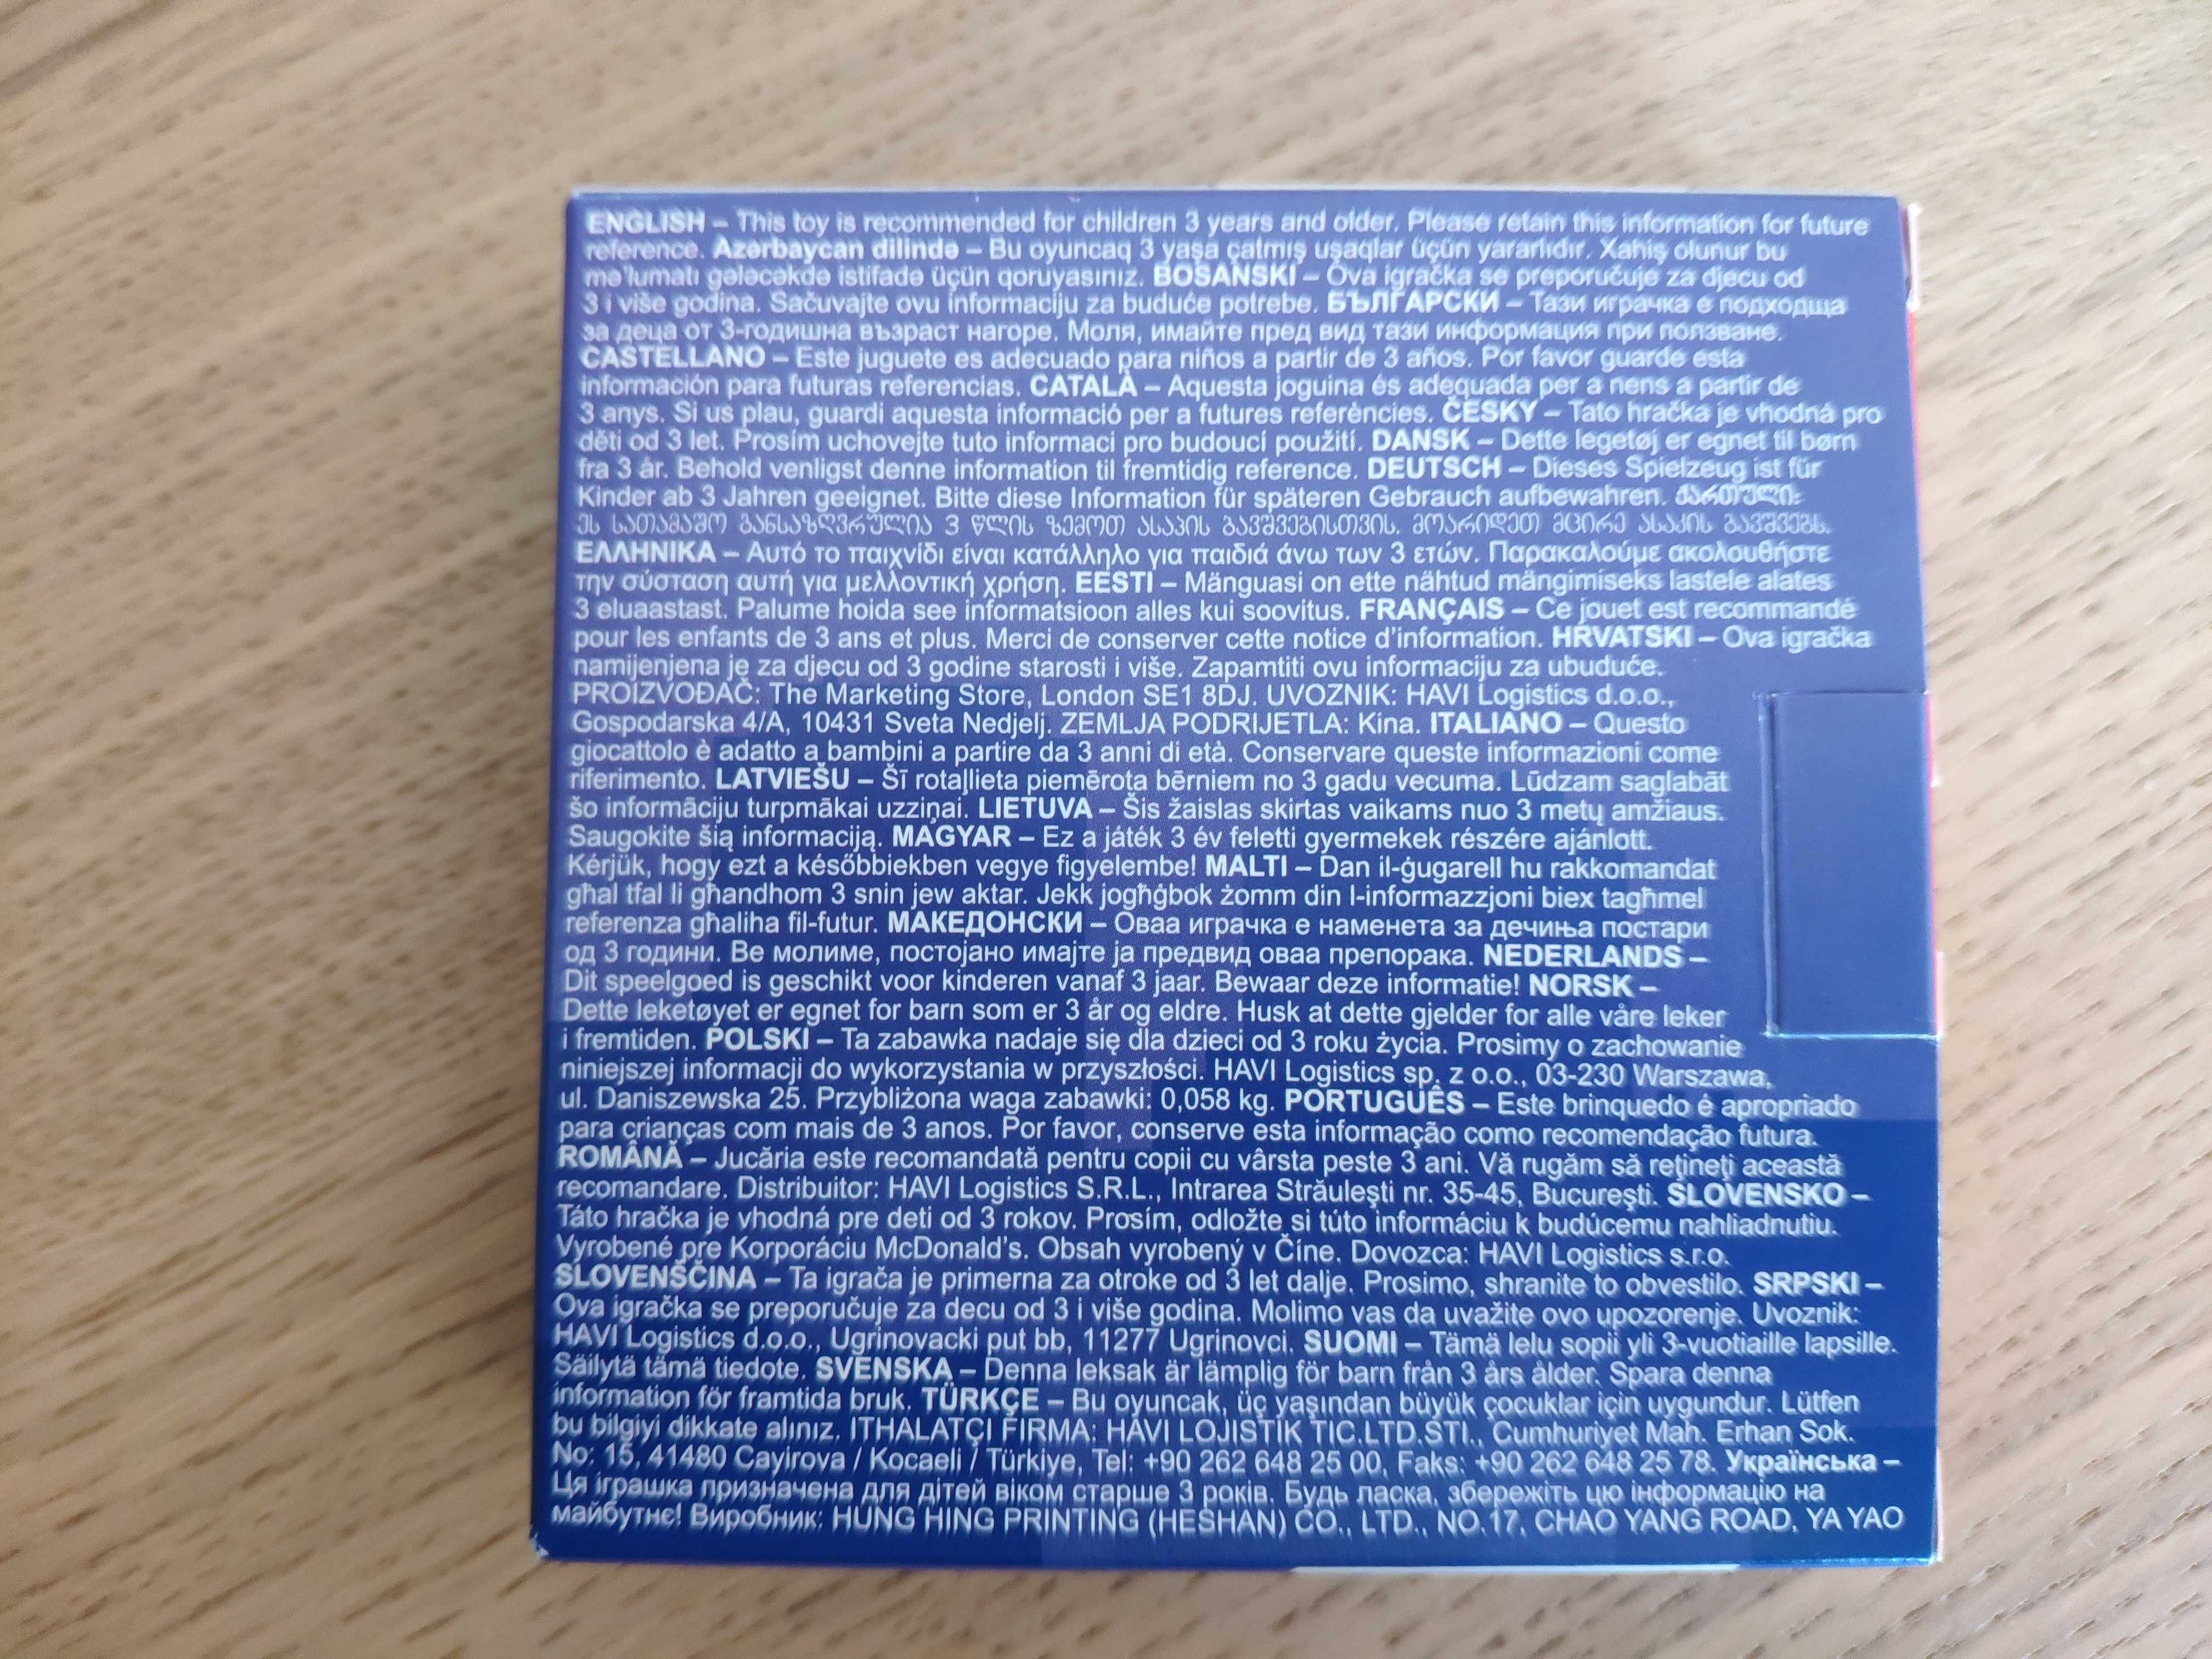 ENGLISH – This toy is recommended for children 3 years and older. Please retain this information for future
reference. Azərbaycan dilində – Bu oyuncaq 3 yaşa çatmış uşaqlar üçün yararlıdır. Xahiş olunur bu
mə'lumatı gələcəkdə istifadə üçün qoruyasınız. BOSANSKI – Ova igračka se preporučuje za djecu od
3 i više godina. Sačuvajte ovu informaciju za buduće potrebe. БЪЛГАРСКИ – Тази играчка е подходща
за деца от 3-годишна възраст нагоре. Моля, имайте пред вид тази информация при ползване.
CASTELLANO – Este juguete es adecuado para niños a partir de 3 años. Por favor guarde esta
información para futuras referencias. CATALÀ – Aquesta joguina és adequada per a nens a partir de
3 anys. Si us plau, guardi aquesta informació per a futures referències. ČESKY – Tato hračka je vhodná pro
děti od 3 let. Prosím uchovejte tuto informaci pro budoucí použití. DANSK – Dette legetøj er egnet til børn
fra 3 år. Behold venligst denne information til fremtidig reference. DEUTSCH – Dieses Spielzeug ist für
Kinder ab 3 Jahren geeignet. Bitte diese Information für späteren Gebrauch aufbewahren. ქართული:
ეს სათამაშო განსაზღვრულია 3 წლის ზემოთ ასაკის ბავშვებისთვის. მოარიდეთ მცირე ასაკის ბავშვებს.
ΕΛΛΗΝΙΚΑ – Αυτό το παιχνίδι είναι κατάλληλο για παιδιά άνω των 3 ετών. Παρακαλούμε ακολουθήστε
την σύσταση αυτή για μελλοντική χρήση. EESTI – Mänguasi on ette nähtud mängimiseks lastele alates
3 eluaastast. Palume hoida see informatsioon alles kui soovitus. FRANÇAIS – Ce jouet est recommandé
pour les enfants de 3 ans et plus. Merci de conserver cette notice d'information. HRVATSKI – Ova igračka
namijenjena je za djecu od 3 godine starosti i više. Zapamtiti ovu informaciju za ubuduće.
PROIZVOĐAČ: The Marketing Store, London SE1 8DJ. UVOZNIK: HAVI Logistics d.o.o.,
Gospodarska 4/A, 10431 Sveta Nedjelj. ZEMLJA PODRIJETLA: Kina. ITALIANO – Questo
giocattolo è adatto a bambini a partire da 3 anni di età. Conservare queste informazioni come
riferimento. LATVIEŠU – Šī rotaļlieta piemērota bērniem no 3 gadu vecuma. Lūdzam saglabāt
šo informāciju turpmākai uzziņai. LIETUVA – Šis žaislas skirtas vaikams nuo 3 metų amžiaus.
Saugokite šią informaciją. MAGYAR – Ez a játék 3 év feletti gyermekek részére ajánlott.
Kérjük, hogy ezt a későbbiekben vegye figyelembe! MALTI – Dan il-ġugarell hu rakkomandat
għal tfal li għandhom 3 snin jew aktar. Jekk jogħġbok żomm din l-informazzjoni biex tagħmel
referenza għaliha fil-futur. МАКЕДОНСКИ – Оваа играчка е наменета за дечиња постари
од 3 години. Ве молиме, постојано имајте ја предвид оваа препорака. NEDERLANDS –
Dit speelgoed is geschikt voor kinderen vanaf 3 jaar. Bewaar deze informatie! NORSK –
Dette leketøyet er egnet for barn som er 3 år og eldre. Husk at dette gjelder for alle våre leker
i fremtiden. POLSKI – Ta zabawka nadaje się dla dzieci od 3 roku życia. Prosimy o zachowanie
niniejszej informacji do wykorzystania w przyszłości. HAVI Logistics sp. z o.o., 03-230 Warszawa,
ul. Daniszewska 25. Przybliżona waga zabawki: 0,058 kg. PORTUGUÊS – Este brinquedo é apropriado
para crianças com mais de 3 anos. Por favor, conserve esta informação como recomendação futura.
ROMÂNĂ – Jucăria este recomandată pentru copii cu vârsta peste 3 ani. Vă rugăm să reţineţi această
recomandare. Distribuitor: HAVI Logistics S.R.L., Intrarea Străuleşti nr. 35-45, Bucureşti. SLOVENSKO –
Táto hračka je vhodná pre deti od 3 rokov. Prosím, odložte si túto informáciu k budúcemu nahliadnutiu.
Vyrobené pre Korporáciu McDonald's. Obsah vyrobený v Číne. Dovozca: HAVI Logistics s.r.o.
SLOVENŠČINA – Ta igrača je primerna za otroke od 3 let dalje. Prosimo, shranite to obvestilo. SRPSKI –
Ova igračka se preporučuje za decu od 3 i više godina. Molimo vas da uvažite ovo upozorenje. Uvoznik:
HAVI Logistics d.o.o., Ugrinovacki put bb, 11277 Ugrinovci. SUOMI – Tämä lelu sopii yli 3-vuotiaille lapsille.
Säilytä tämä tiedote. SVENSKA – Denna leksak är lämplig för barn från 3 års ålder. Spara denna
information för framtida bruk. TÜRKÇE – Bu oyuncak, üç yaşından büyük çocuklar için uygundur. Lütfen
bu bilgiyi dikkate alınız. ITHALATÇI FIRMA: HAVI LOJISTIK TIC.LTD.STI., Cumhuriyet Mah. Erhan Sok.
No: 15, 41480 Cayirova / Kocaeli / Türkiye, Tel: +90 262 648 25 00, Faks: +90 262 648 25 78. Українська –
Ця іграшка призначена для дітей віком старше 3 років. Будь ласка, збережіть цю інформацію на
майбутнє! Виробник: HUNG HING PRINTING (HESHAN) CO., LTD., NO.17, CHAO YANG ROAD, YA YAO